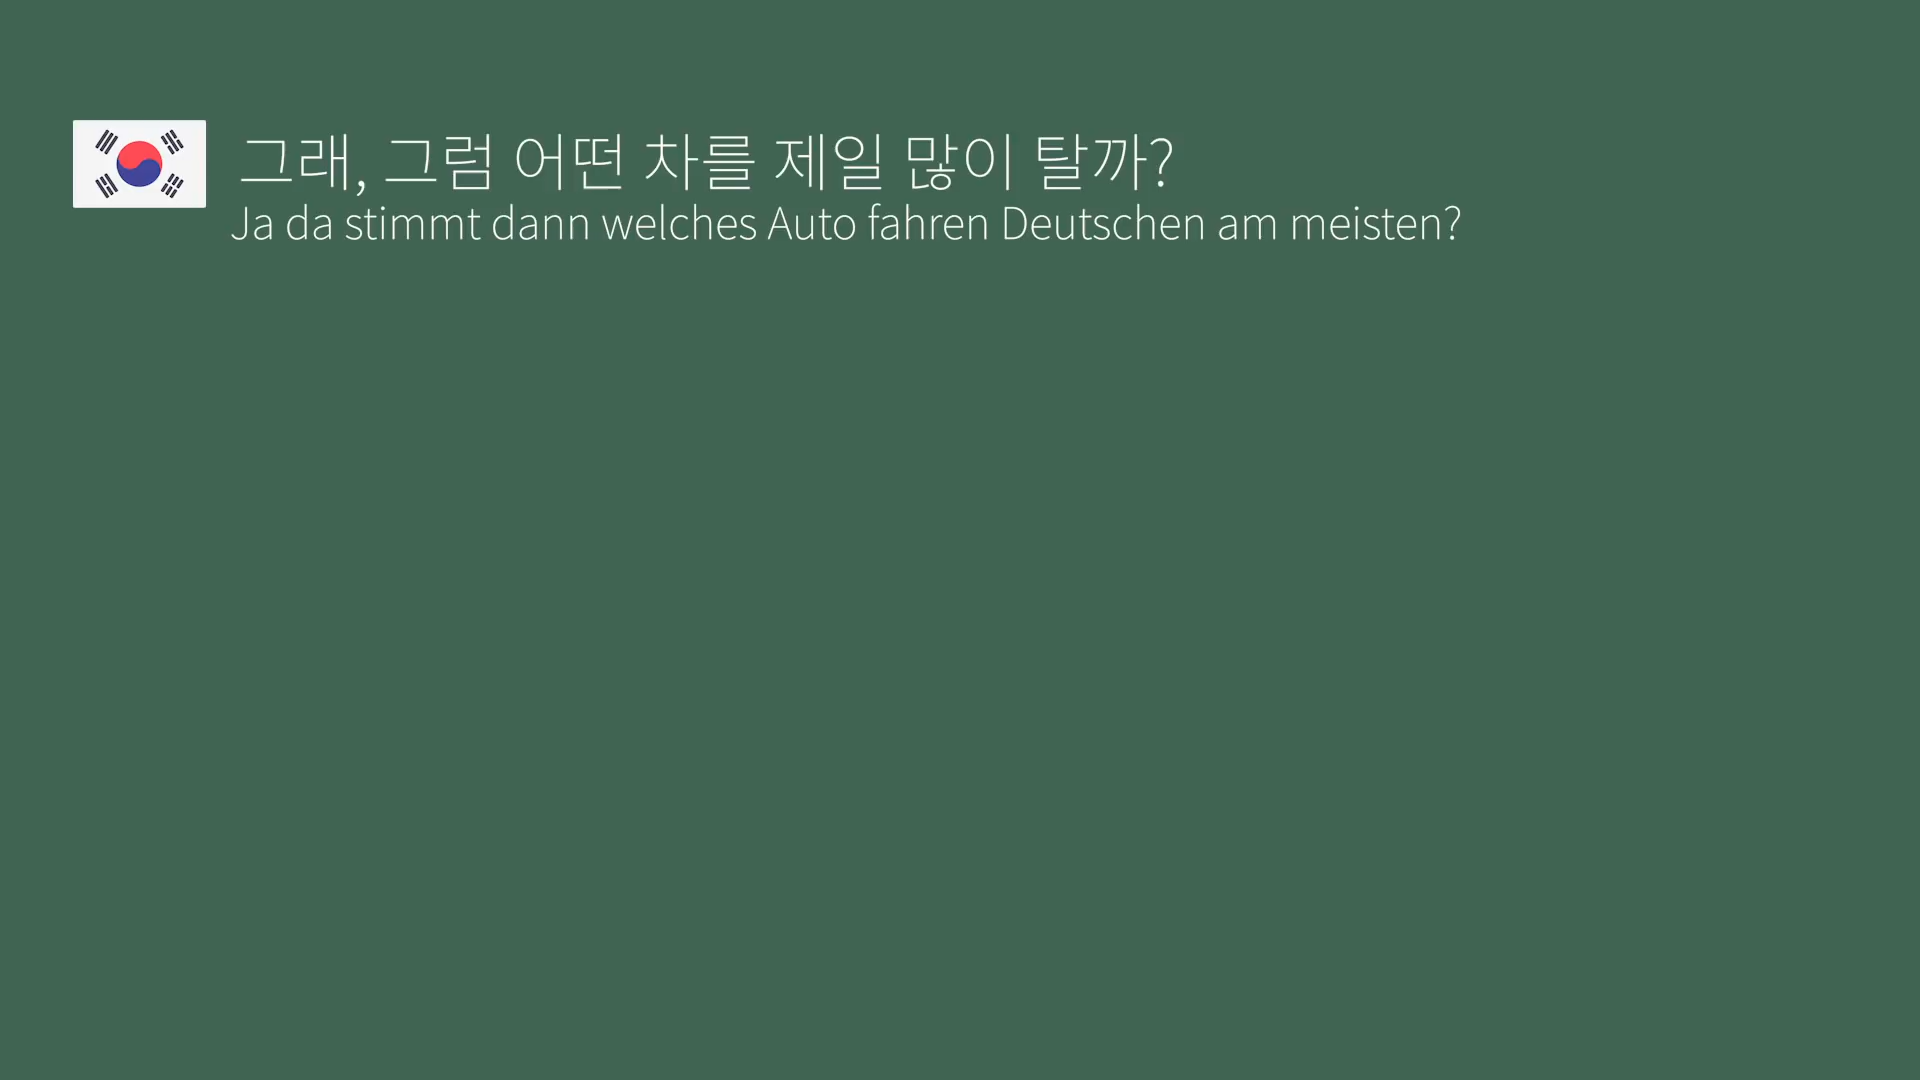 그래, 그럼 어떤 차를 제일 많이 탈까?
Ja da stimmt dann welches Auto fahren Deutschen am meisten?